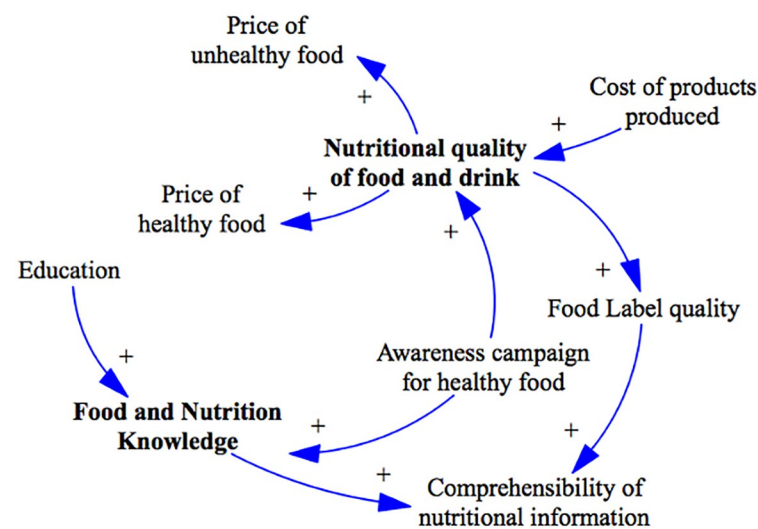 Price of
unhealthy food
+
Cost of products
produced
+
Nutritional quality
of food and drink
Price of
healthy food
+
+
Education
+
Food Label quality
+
Awareness campaign
for healthy food
Food and Nutrition
Knowledge
+
+
+
Comprehensibility of
nutritional information